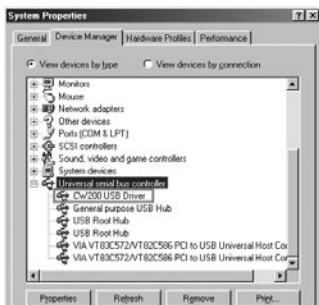 System Properties
General Device Manager Hardware Profiles Performance
View devices by type View devices by connection
Monitors
Mouse
Network adapters
Other devices
Ports (COM & LPT)
SCSI controllers
Sound, video and game controllers
System devices
Universal serial bus controller
CW200 USB Driver
General purpose USB Hub
USB Root Hub
USB Root Hub
VIA VT83C572/VT82C586 PCI to USB Universal Host Cor
VIA VT83C572/VT82C586 PCI to USB Universal Host Cor
Properties Refresh Remove Print...